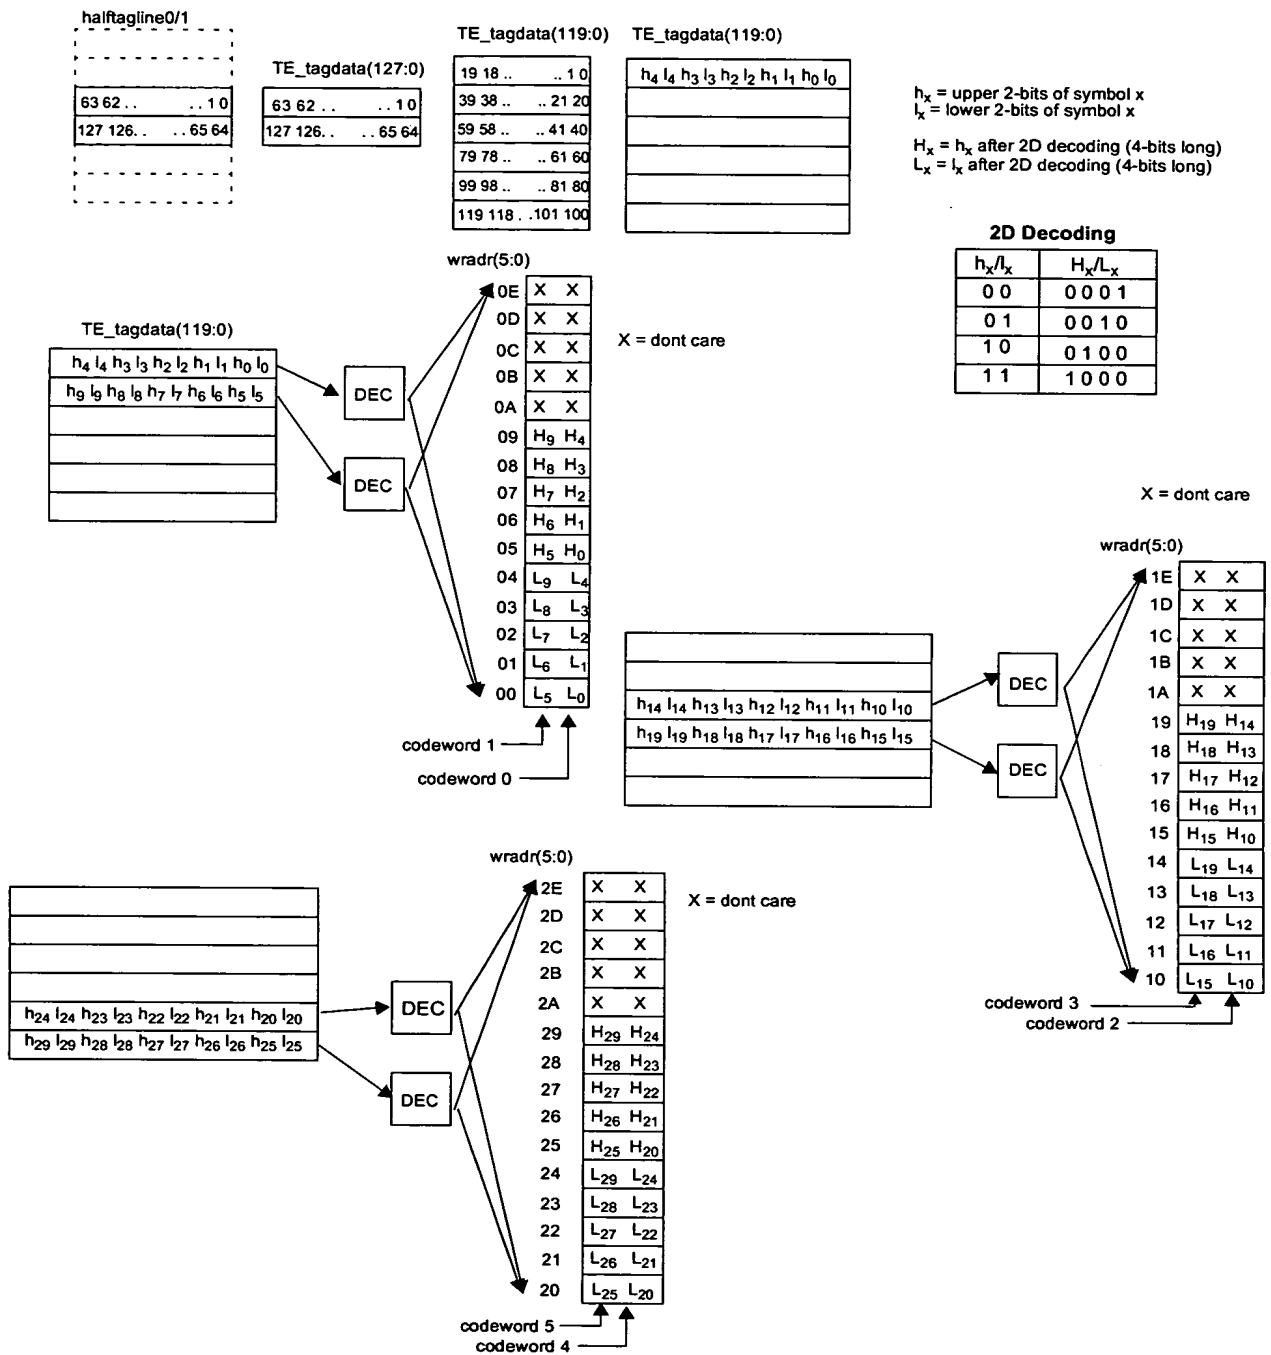 halftagline0/1
63 62 . . . . 1 0
127 126. . . . 65 64
TE_tagdata(127:0)
63 62 . . . . 1 0
127 126. . . . 65 64
TE_tagdata(119:0)
19 18 .. .. 1 0
39 38 .. .. 21 20
59 58 .. .. 41 40
79 78 .. .. 61 60
99 98 .. .. 81 80
119 118 . .101 100
TE_tagdata(119:0)
h4 l4 h3 l3 h2 l2 h1 l1 h0 l0
hx = upper 2-bits of symbol x
lx = lower 2-bits of symbol x
Hx = hx after 2D decoding (4-bits long)
Lx = lx after 2D decoding (4-bits long)
2D Decoding
hx/lx Hx/Lx
0 0 0 0 0 1
0 1 0 0 1 0
1 0 0 1 0 0
1 1 1 0 0 0
TE_tagdata(119:0)
h4 l4 h3 l3 h2 l2 h1 l1 h0 l0
h9 l9 h8 l8 h7 l7 h6 l6 h5 l5
DEC
DEC
wradr(5:0)
0E X X
0D X X
0C X X
0B X X
0A X X
09 H9 H4
08 H8 H3
07 H7 H2
06 H6 H1
05 H5 H0
04 L9 L4
03 L8 L3
02 L7 L2
01 L6 L1
00 L5 L0
X = dont care
codeword 1
codeword 0
h14 l14 h13 l13 h12 l12 h11 l11 h10 l10
h19 l19 h18 l18 h17 l17 h16 l16 h15 l15
DEC
DEC
X = dont care
wradr(5:0)
1E X X
1D X X
1C X X
1B X X
1A X X
19 H19 H14
18 H18 H13
17 H17 H12
16 H16 H11
15 H15 H10
14 L19 L14
13 L18 L13
12 L17 L12
11 L16 L11
10 L15 L10
codeword 3
codeword 2
h24 l24 h23 l23 h22 l22 h21 l21 h20 l20
h29 l29 h28 l28 h27 l27 h26 l26 h25 l25
DEC
DEC
wradr(5:0)
2E X X
2D X X
2C X X
2B X X
2A X X
29 H29 H24
28 H28 H23
27 H27 H22
26 H26 H21
25 H25 H20
24 L29 L24
23 L28 L23
22 L27 L22
21 L26 L21
20 L25 L20
X = dont care
codeword 5
codeword 4